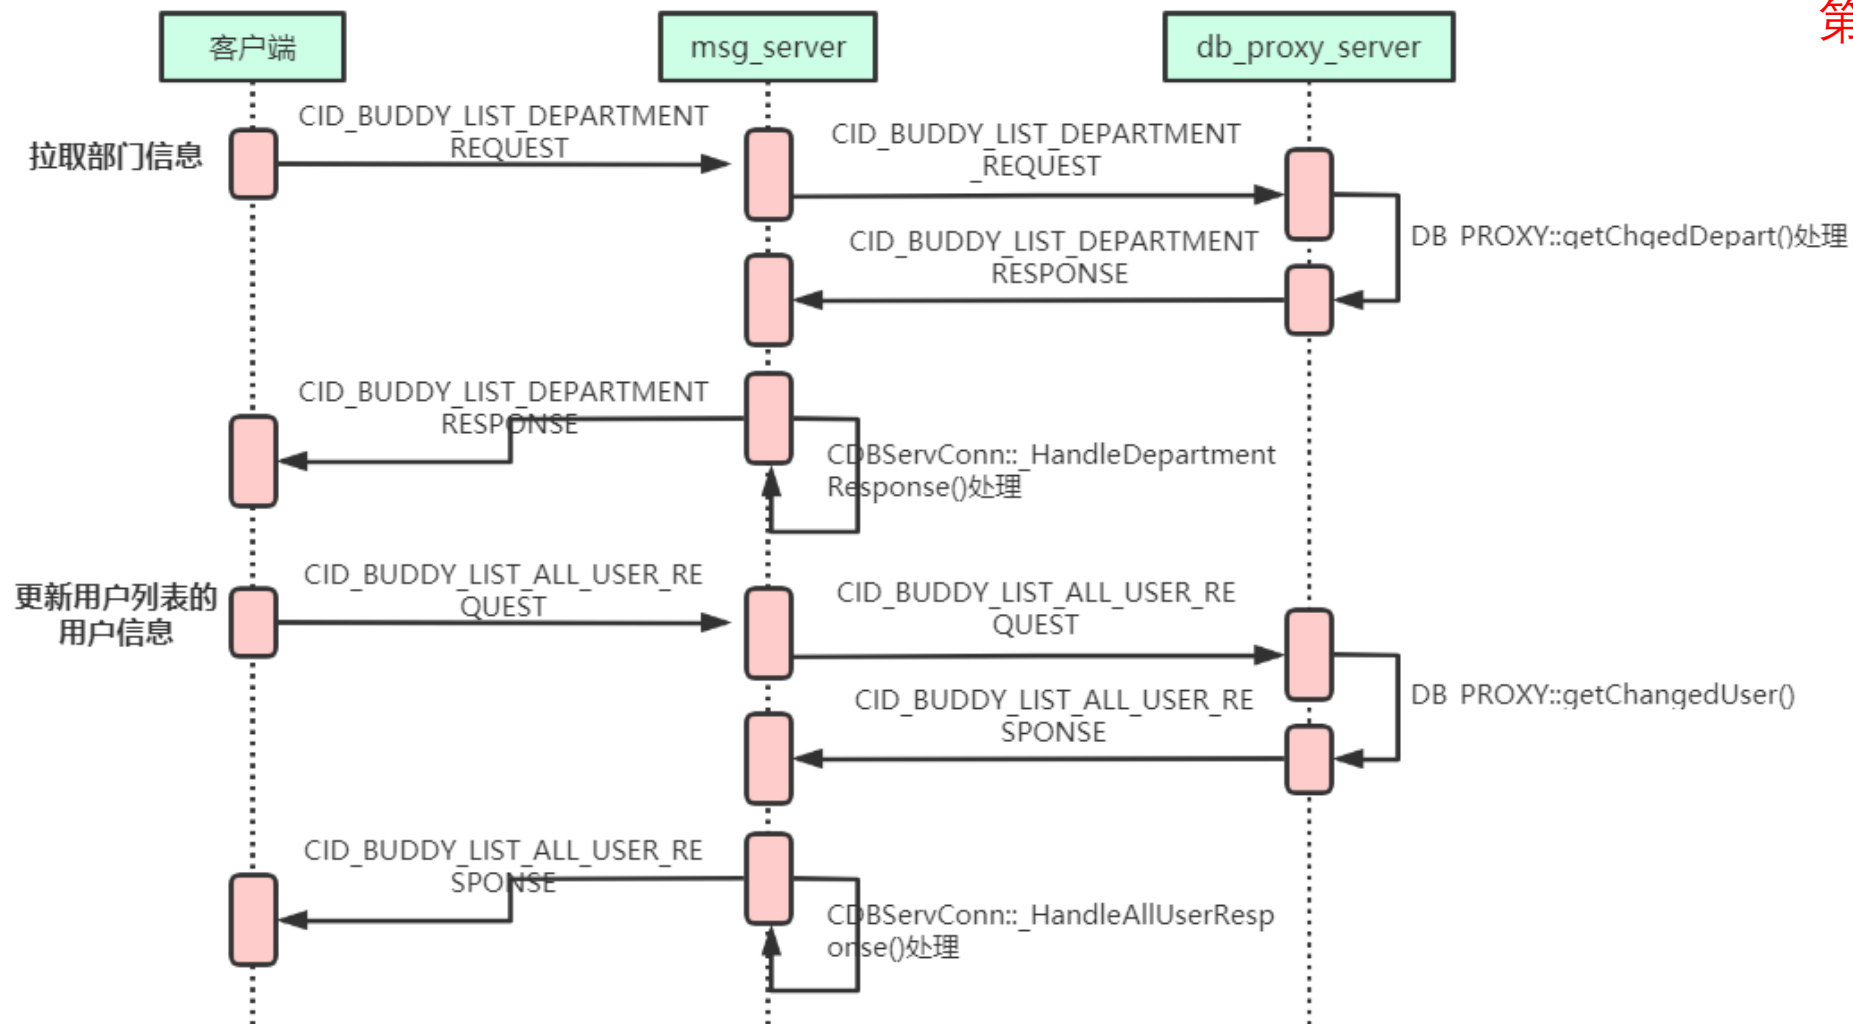 第
客户端
msg_server
db_proxy_server
CID_BUDDY_LIST_DEPARTMENT
REQUEST
拉取部门信息
CID_BUDDY_LIST_DEPARTMENT
_REQUEST
DB_PROXY::getChgedDepart()处理
CID_BUDDY_LIST_DEPARTMENT
RESPONSE
CID_BUDDY_LIST_DEPARTMENT
RESPONSE
CDBServConn::_HandleDepartment
Response()处理
更新用户列表的
用户信息
CID_BUDDY_LIST_ALL_USER_RE
QUEST
CID_BUDDY_LIST_ALL_USER_RE
QUEST
DB_PROXY::getChangedUser()
CID_BUDDY_LIST_ALL_USER_RE
SPONSE
CID_BUDDY_LIST_ALL_USER_RE
SPONSE
CDBServConn::_HandleAllUserResp
onse()处理